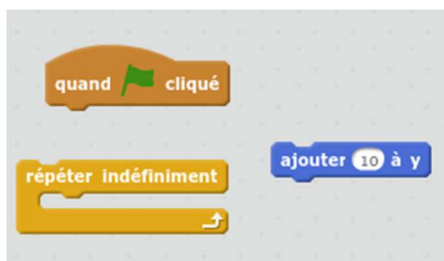 quand cliqué
ajouter 10 à y
répéter indéfiniment